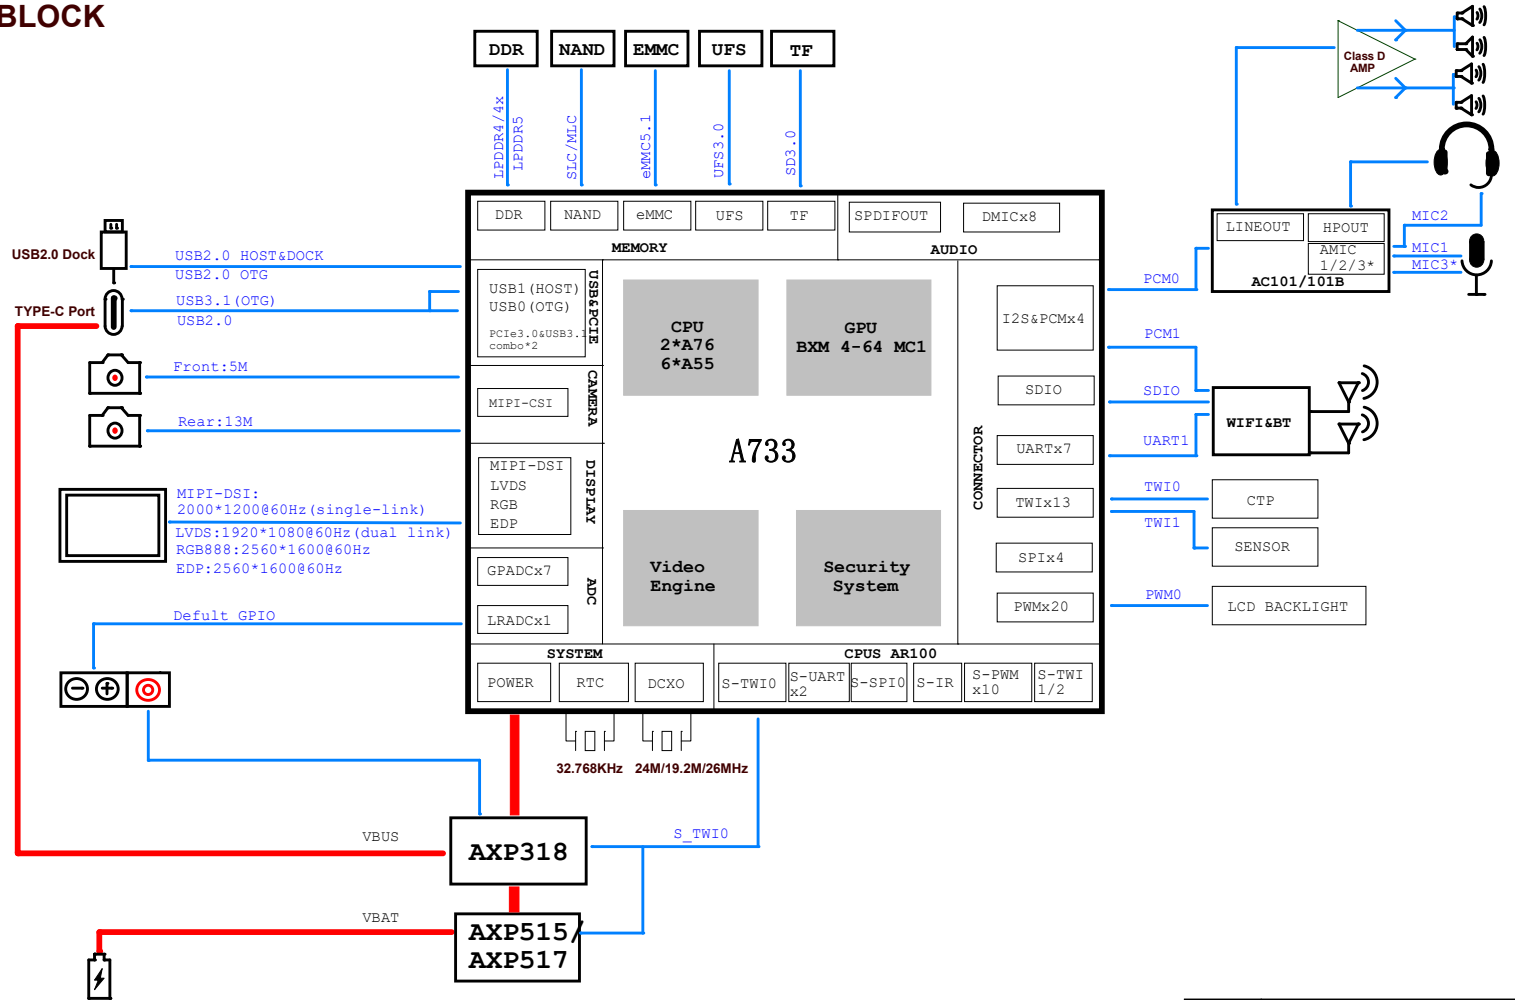 BLOCK
DDR
NAND
EMMC
UFS
TF
LPDDR4/4x
LPDDR5
SLC/MLC
eMMC5.1
UFS3.0
SD3.0
Class D
AMP
DDR
NAND
eMMC
UFS
TF
SPDIFOUT
DMICx8
MEMORY
AUDIO
LINEOUT
HPOUT
AMIC
1/2/3*
AC101/101B
MIC2
MIC1
MIC3*
PCM0
USB2.0 Dock
USB2.0 HOST&DOCK
USB2.0 OTG
TYPE-C Port
USB3.1(OTG)
USB2.0
USB1(HOST)
USB0(OTG)
PCIe3.0&USB3.1
combo*2
USB&PCIE
CPU
2*A76
6*A55
GPU
BXM 4-64 MC1
I2S&PCMx4
PCM1
Front:5M
Rear:13M
MIPI-CSI
CAMERA
SDIO
SDIO
WIFI&BT
UARTx7
UART1
A733
CONNECTOR
MIPI-DSI:
2000*1200@60Hz(single-link)
LVDS:1920*1080@60Hz(dual link)
RGB888:2560*1600@60Hz
EDP:2560*1600@60Hz
MIPI-DSI
LVDS
RGB
EDP
DISPLAY
TWIx13
TWI0
TWI1
CTP
SENSOR
GPADCx7
LRADCx1
ADC
Video
Engine
Security
System
SPIx4
PWMx20
PWM0
LCD BACKLIGHT
Defult GPIO
SYSTEM
CPUS AR100
POWER
RTC
DCXO
S-TWI0
S-UART
x2
S-SPI0
S-IR
S-PWM
x10
S-TWI
1/2
32.768KHz
24M/19.2M/26MHz
VBUS
AXP318
S_TWI0
VBAT
AXP515/
AXP517